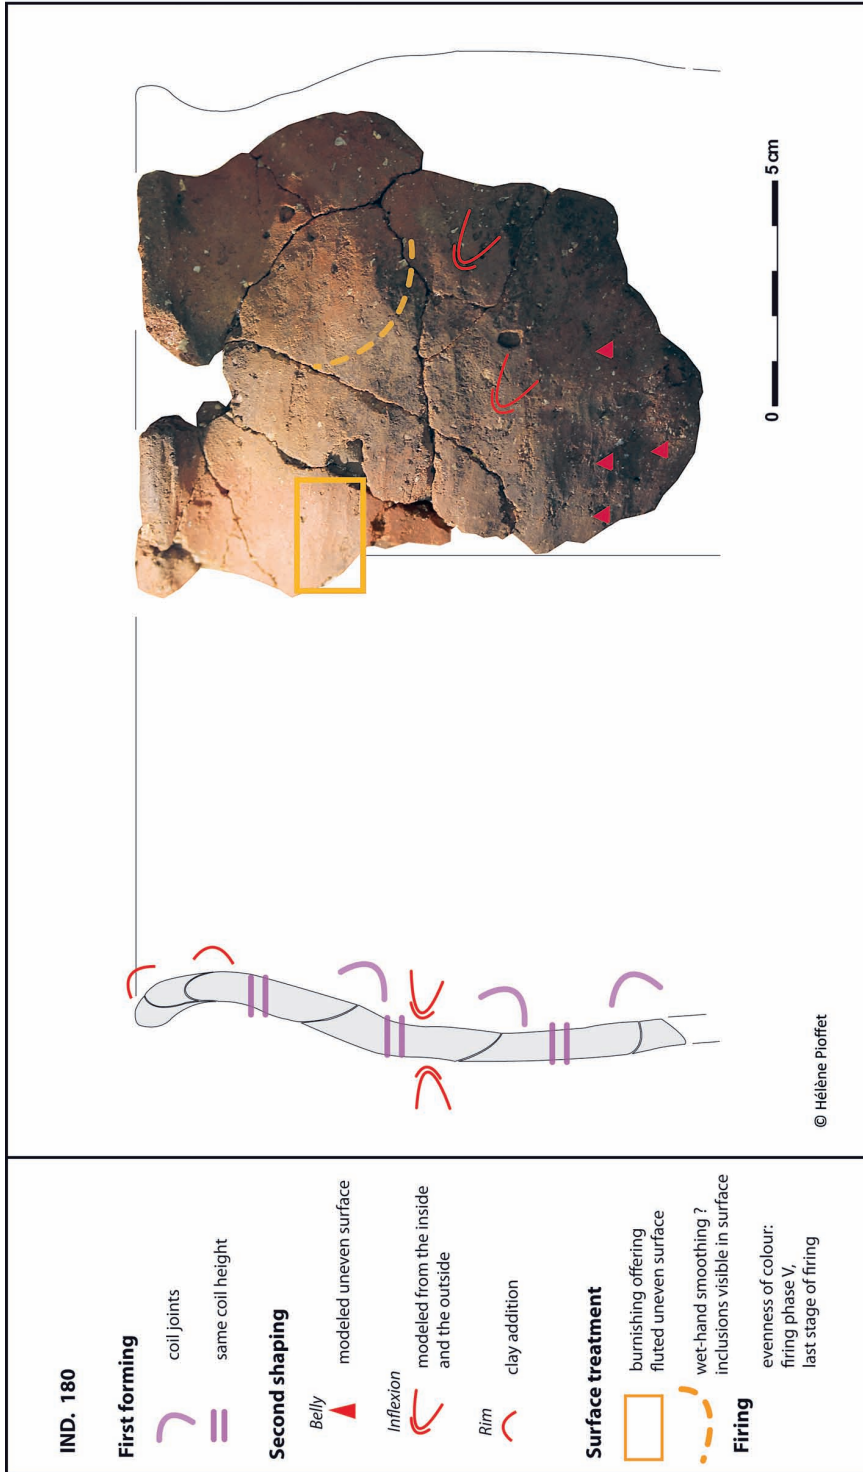 IND. 180
First forming
coil joints
same coil height
Second shaping
Belly
modeled uneven surface
Inflexion
modeled from the inside
and the outside
Rim
clay addition
Surface treatment
burnishing offering
fluted uneven surface
wet-hand smoothing ?
inclusions visible in surface
Firing
evenness of colour:
firing phase V,
last stage of firing
0
5 cm
© Hélène Pioffet